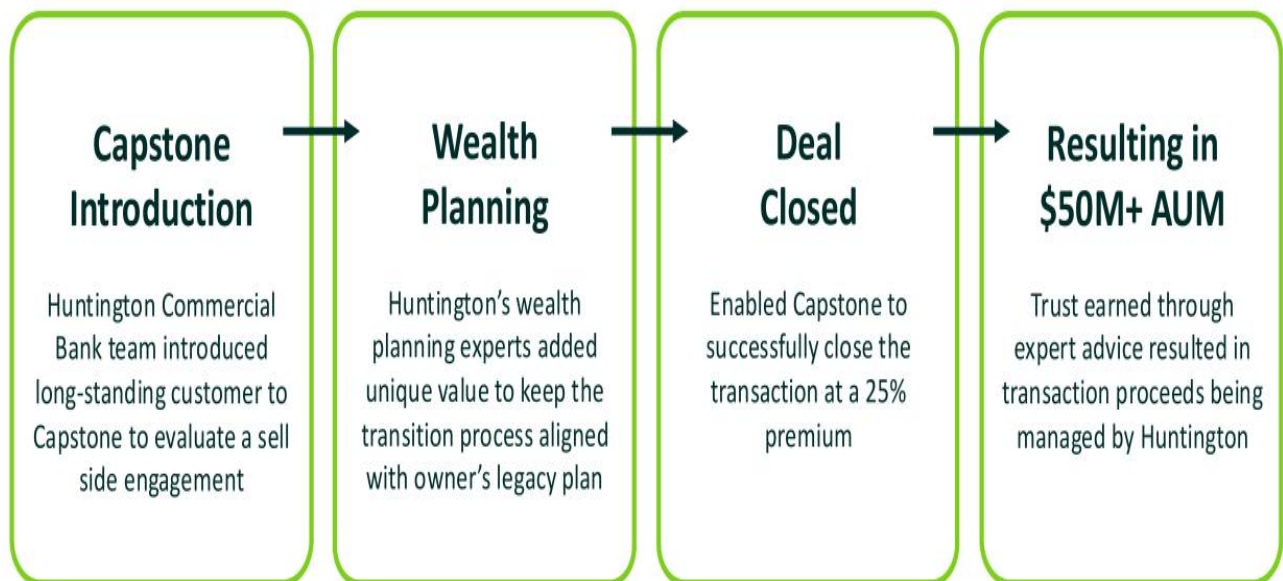 Capstone
Introduction
Huntington Commercial
Bank team introduced
long-standing customer to
Capstone to evaluate a sell
side engagement
Wealth
Planning
Huntington’s wealth
planning experts added
unique value to keep the
transition process aligned
with owner’s legacy plan
Deal
Closed
Enabled Capstone to
successfully close the
transaction at a 25%
premium
Resulting in
$50M+ AUM
Trust earned through
expert advice resulted in
transaction proceeds being
managed by Huntington